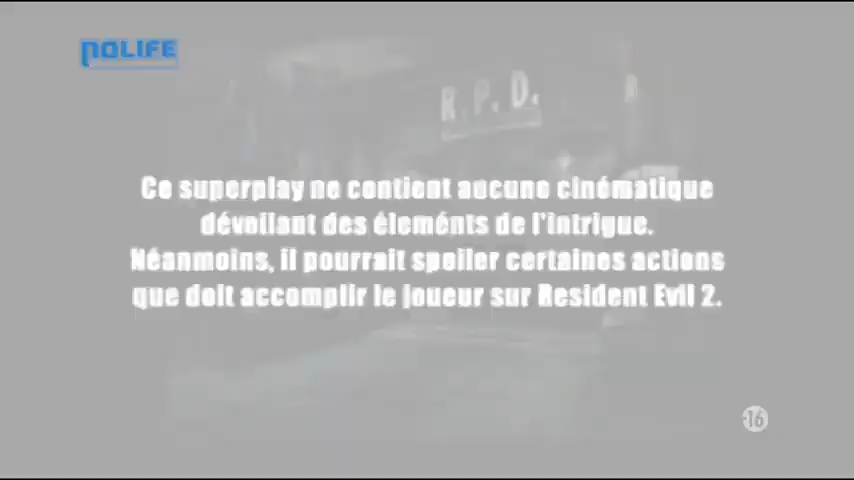 NOLIFE
R.P.D.
Ce superplay ne contient aucune cinématique
dévoilant des éleménts de l'intrigue.
Néanmoins, il pourrait spoiler certaines actions
que doit accomplir le joueur sur Resident Evil 2.
-16